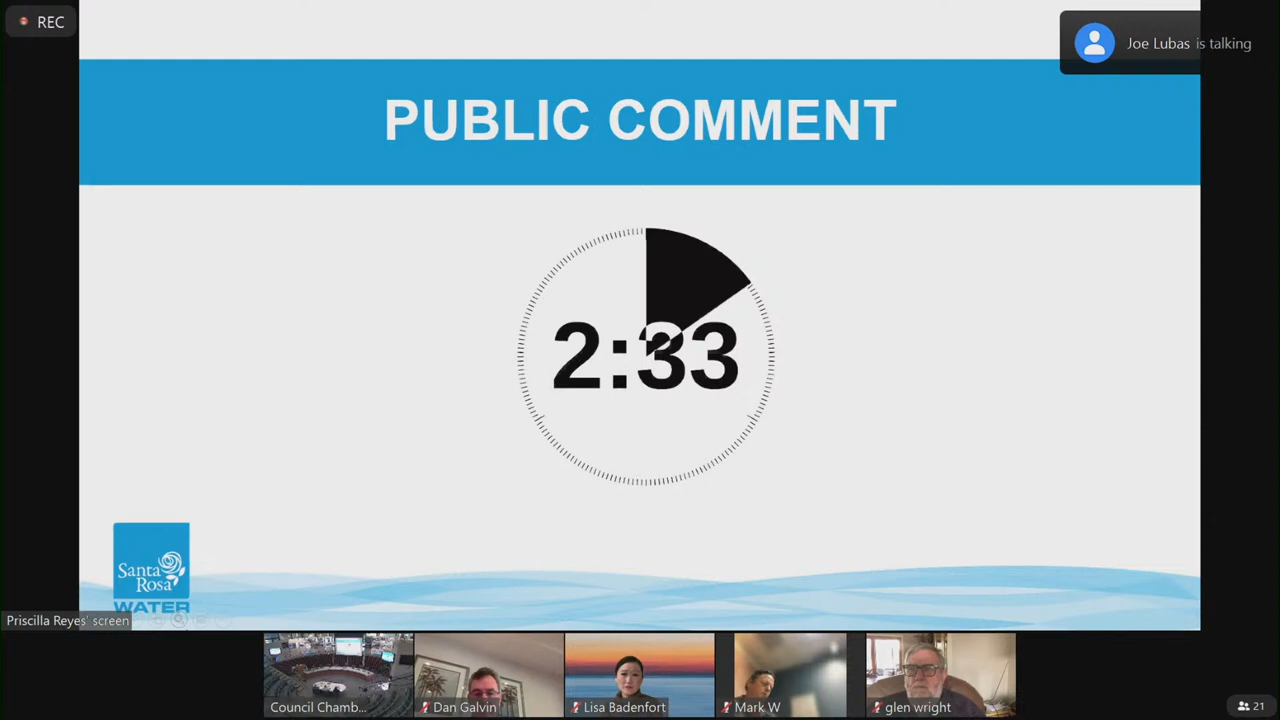 REC
Joe Lubas is talking
PUBLIC COMMENT
2:33
Santa
Rosa
WATER
Priscilla Reyes' screen
Council Chamb...
Dan Galvin
Lisa Badenfort
Mark W
glen wright
21